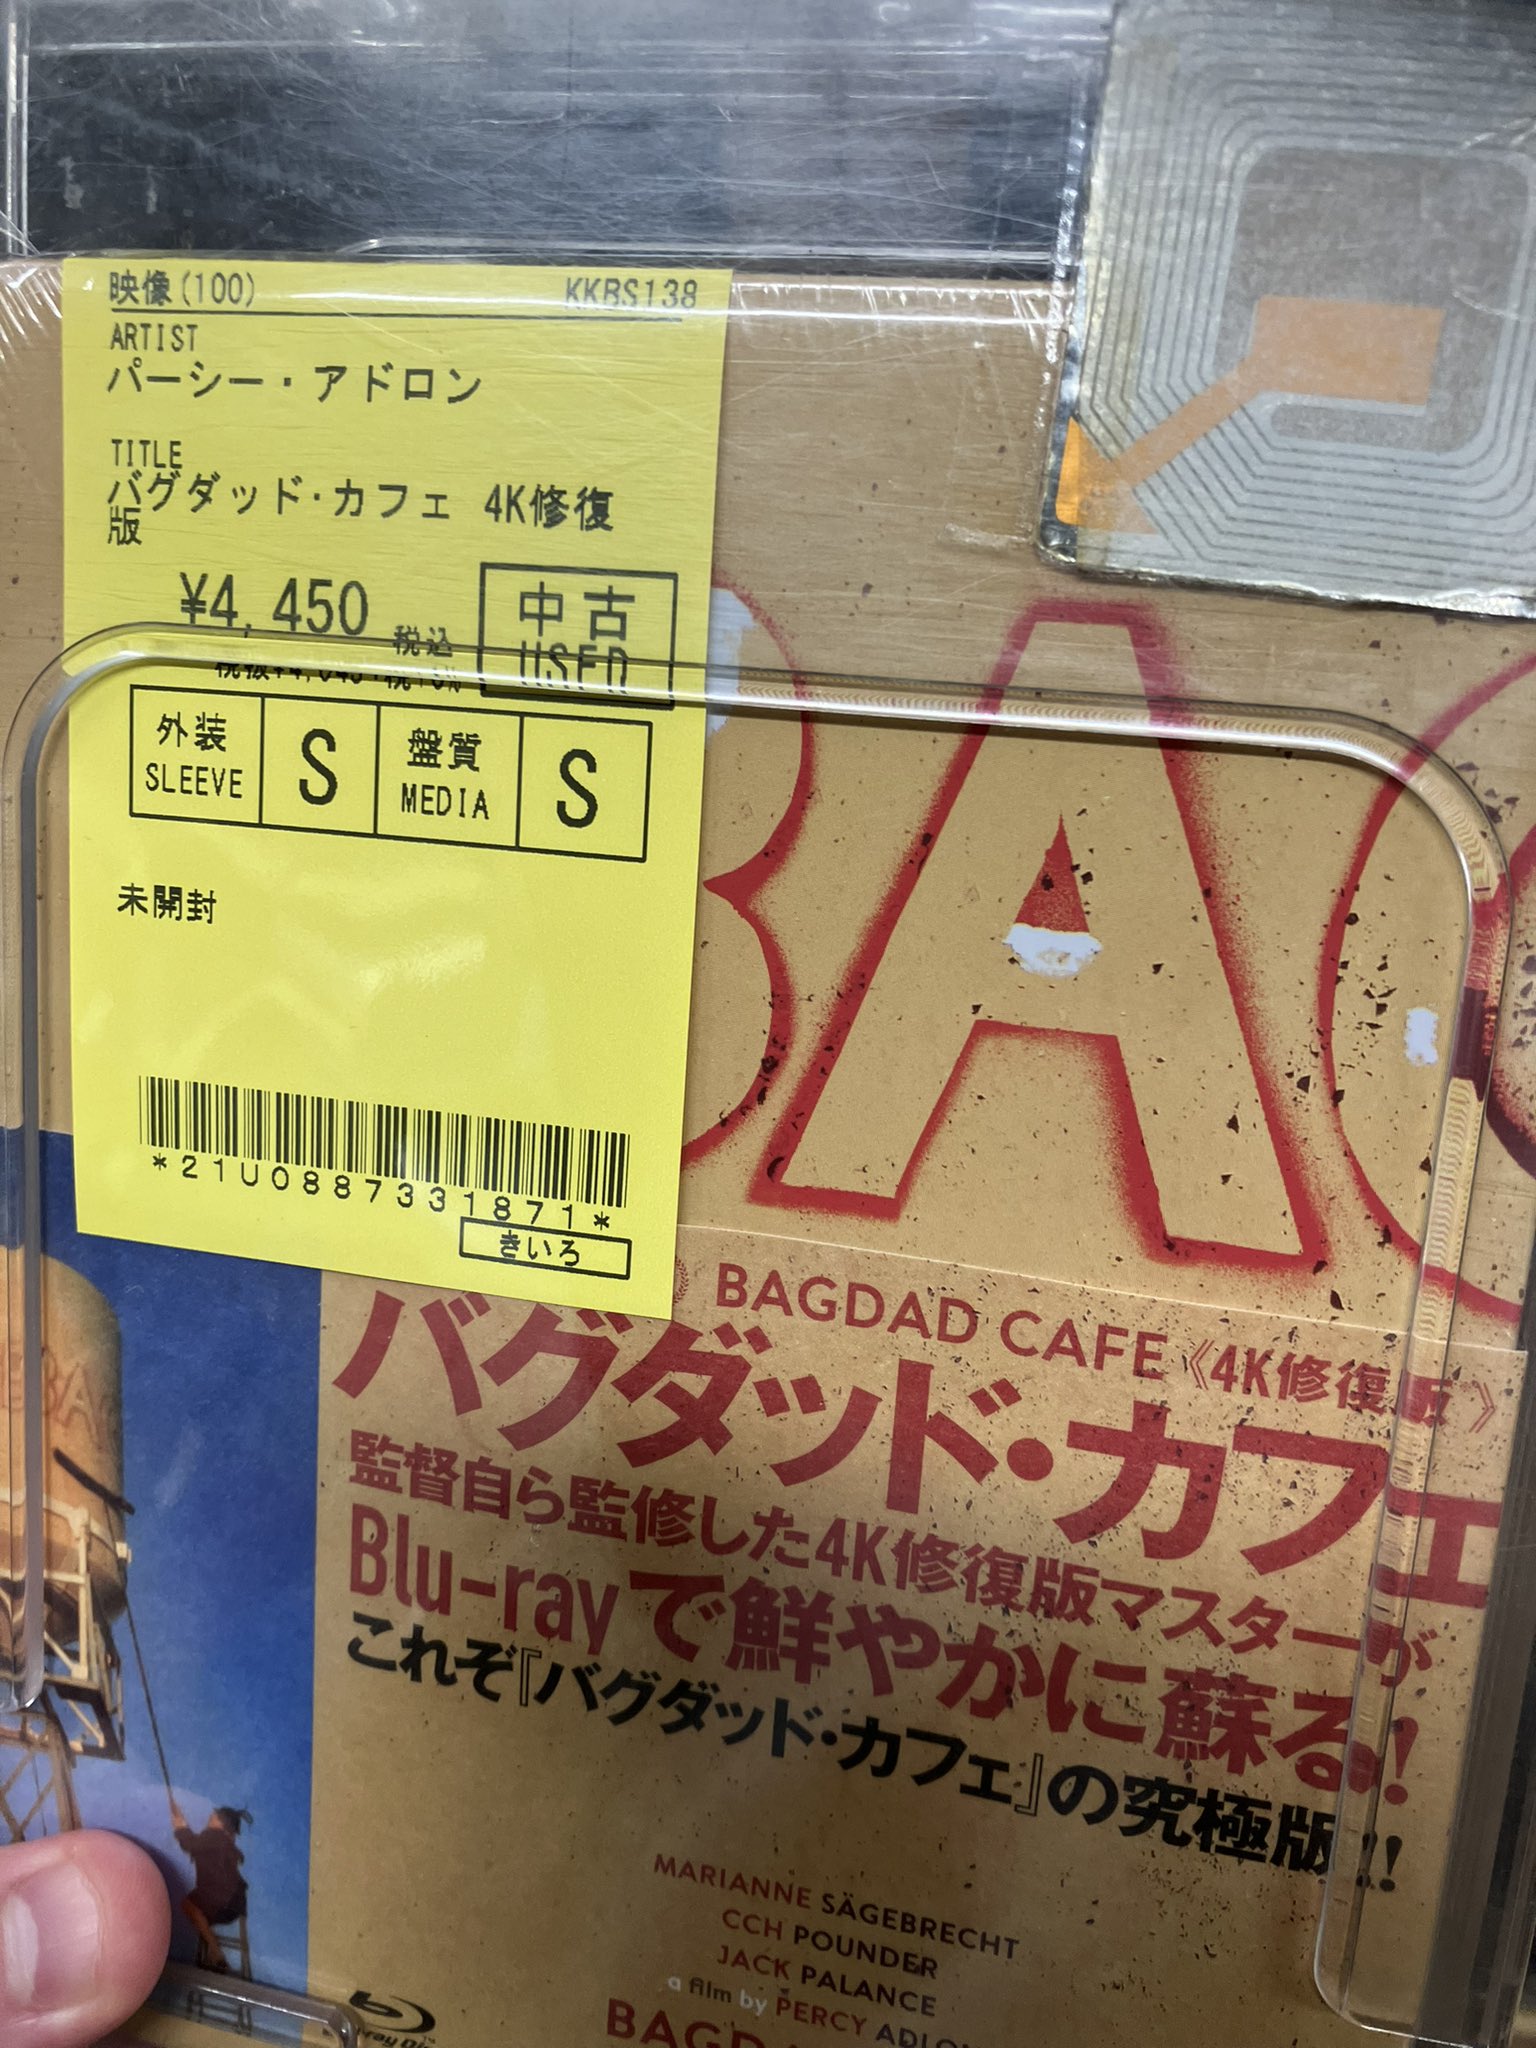 映像(100) KKBS138
ARTIST
パーシー・アドロン
TITLE
バグダッド・カフェ 4K修復
版
¥4,450 税込
中古
USED
外装
SLEEVE
S
盤質
MEDIA
S
未開封
*21U0887331871*
きいろ
BAG
BAGDAD CAFE 《4K修復版》
バグダッド・カフェ
監督自ら監修した4K修復版マスターが
Blu-rayで鮮やかに蘇る!
これぞ『バグダッド・カフェ』の究極版!!
MARIANNE SÄGEBRECHT
CCH POUNDER
JACK PALANCE
a film by PERCY ADLON